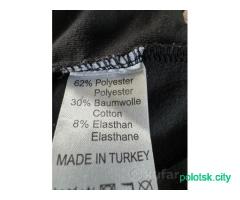 62% Polyester
Polyester
30% Baumwolle
Cotton
8% Elasthan
Elasthane
MADE IN TURKEY
polotsk.city